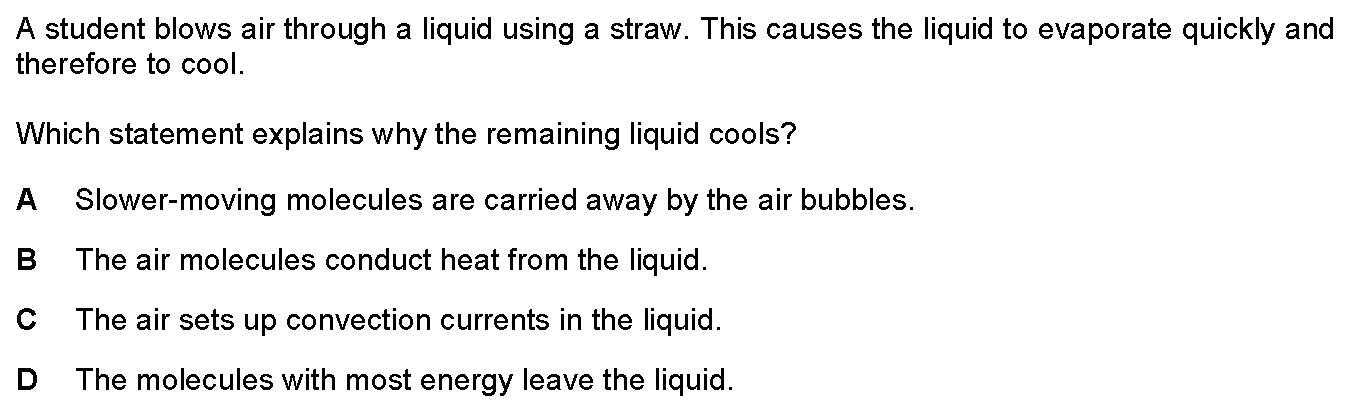 A student blows air through a liquid using a straw. This causes the liquid to evaporate quickly and
therefore to cool.
Which statement explains why the remaining liquid cools?
A Slower-moving molecules are carried away by the air bubbles.
B The air molecules conduct heat from the liquid.
C The air sets up convection currents in the liquid.
D The molecules with most energy leave the liquid.